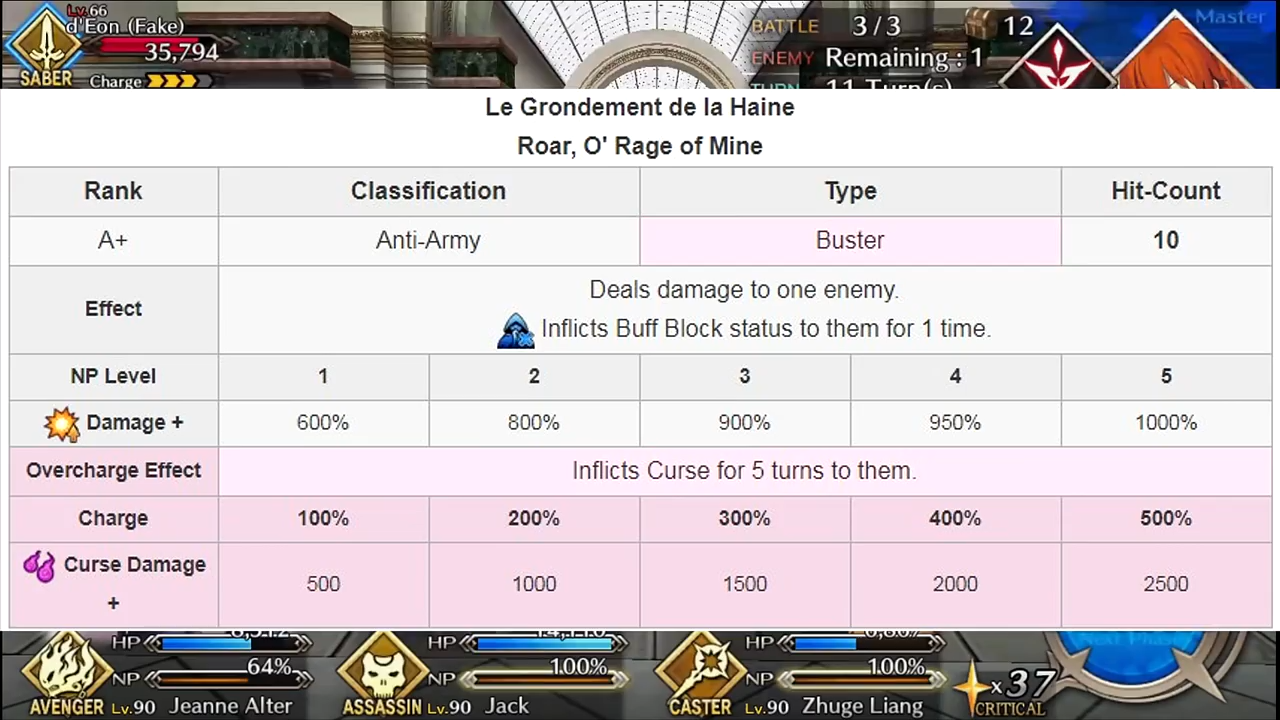 Lv.66
d'Eon (Fake)
35,794
SABER
Charge
BATTLE 3/3
ENEMY Remaining : 1
TURN 11 Turn(s)
12
Master
Le Grondement de la Haine
Roar, O' Rage of Mine
Rank Classification Type Hit-Count
A+ Anti-Army Buster 10
Effect Deals damage to one enemy.
Inflicts Buff Block status to them for 1 time.
NP Level 1 2 3 4 5
Damage + 600% 800% 900% 950% 1000%
Overcharge Effect Inflicts Curse for 5 turns to them.
Charge 100% 200% 300% 400% 500%
Curse Damage + 500 1000 1500 2000 2500
HP
64%
NP
AVENGER Lv.90 Jeanne Alter
HP
100%
NP
ASSASSIN Lv.90 Jack
HP
100%
NP
CASTER Lv.90 Zhuge Liang
x37
CRITICAL
Next Phase